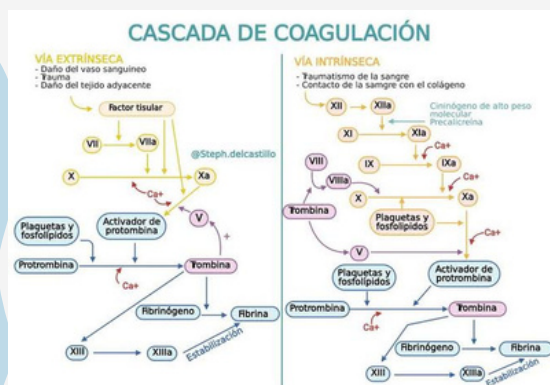 CASCADA DE COAGULACIÓN
VÍA EXTRÍNSECA
- Daño del vaso sanguineo
- Trauma
- Daño del tejido adyacente
Factor tisular
VII
VIIa
@Steph.delcastillo
X
Xa
Ca+
V
+
Plaquetas y
fosfolípidos
Activador de
protombina
Protrombina
Trombina
Ca+
Fibrinógeno
Fibrina
XIII
XIIIa
Estabilización
VÍA INTRÍNSECA
- Traumatismo de la sangre
- Contacto de la samgre con el colágeno
XII
XIIa
Cininógeno de alto peso
molecular
Precalicreína
XI
XIa
Ca+
VIII
IX
IXa
VIIIa
Ca+
X
Xa
Trombina
Plaquetas y
fosfolípidos
Ca+
V
Plaquetas y
fosfolípidos
Activador de
protrombina
Protrombina
Trombina
Ca+
Fibrinógeno
Fibrina
XIII
XIIIa
Estabilización